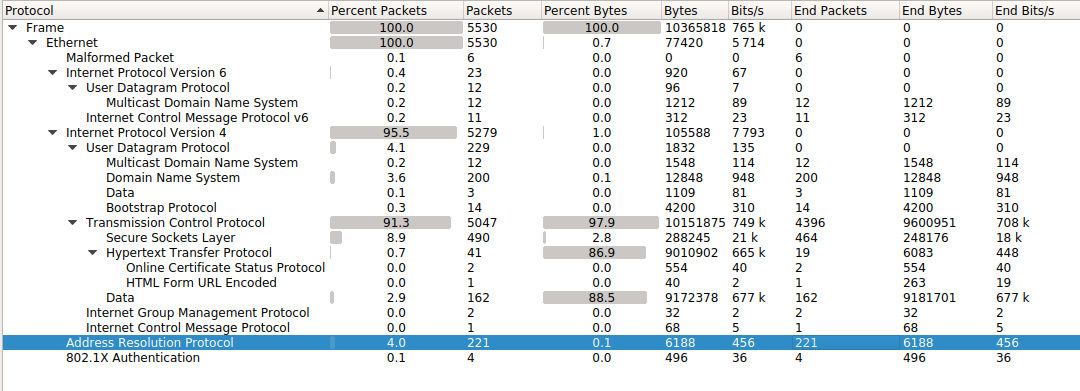 Protocol Percent Packets Packets Percent Bytes Bytes Bits/s End Packets End Bytes End Bits/s
Frame 100.0 5530 100.0 10365818 765 k 0 0 0
Ethernet 100.0 5530 0.7 77420 5 714 0 0 0
Malformed Packet 0.1 6 0.0 0 0 6 0 0
Internet Protocol Version 6 0.4 23 0.0 920 67 0 0 0
User Datagram Protocol 0.2 12 0.0 96 7 0 0 0
Multicast Domain Name System 0.2 12 0.0 1212 89 12 1212 89
Internet Control Message Protocol v6 0.2 11 0.0 312 23 11 312 23
Internet Protocol Version 4 95.5 5279 1.0 105588 7 793 0 0 0
User Datagram Protocol 4.1 229 0.0 1832 135 0 0 0
Multicast Domain Name System 0.2 12 0.0 1548 114 12 1548 114
Domain Name System 3.6 200 0.1 12848 948 200 12848 948
Data 0.1 3 0.0 1109 81 3 1109 81
Bootstrap Protocol 0.3 14 0.0 4200 310 14 4200 310
Transmission Control Protocol 91.3 5047 97.9 10151875 749 k 4396 9600951 708 k
Secure Sockets Layer 8.9 490 2.8 288245 21 k 464 248176 18 k
Hypertext Transfer Protocol 0.7 41 86.9 9010902 665 k 19 6083 448
Online Certificate Status Protocol 0.0 2 0.0 554 40 2 554 40
HTML Form URL Encoded 0.0 1 0.0 40 2 1 263 19
Data 2.9 162 88.5 9172378 677 k 162 9181701 677 k
Internet Group Management Protocol 0.0 2 0.0 32 2 2 32 2
Internet Control Message Protocol 0.0 1 0.0 68 5 1 68 5
Address Resolution Protocol 4.0 221 0.1 6188 456 221 6188 456
802.1X Authentication 0.1 4 0.0 496 36 4 496 36